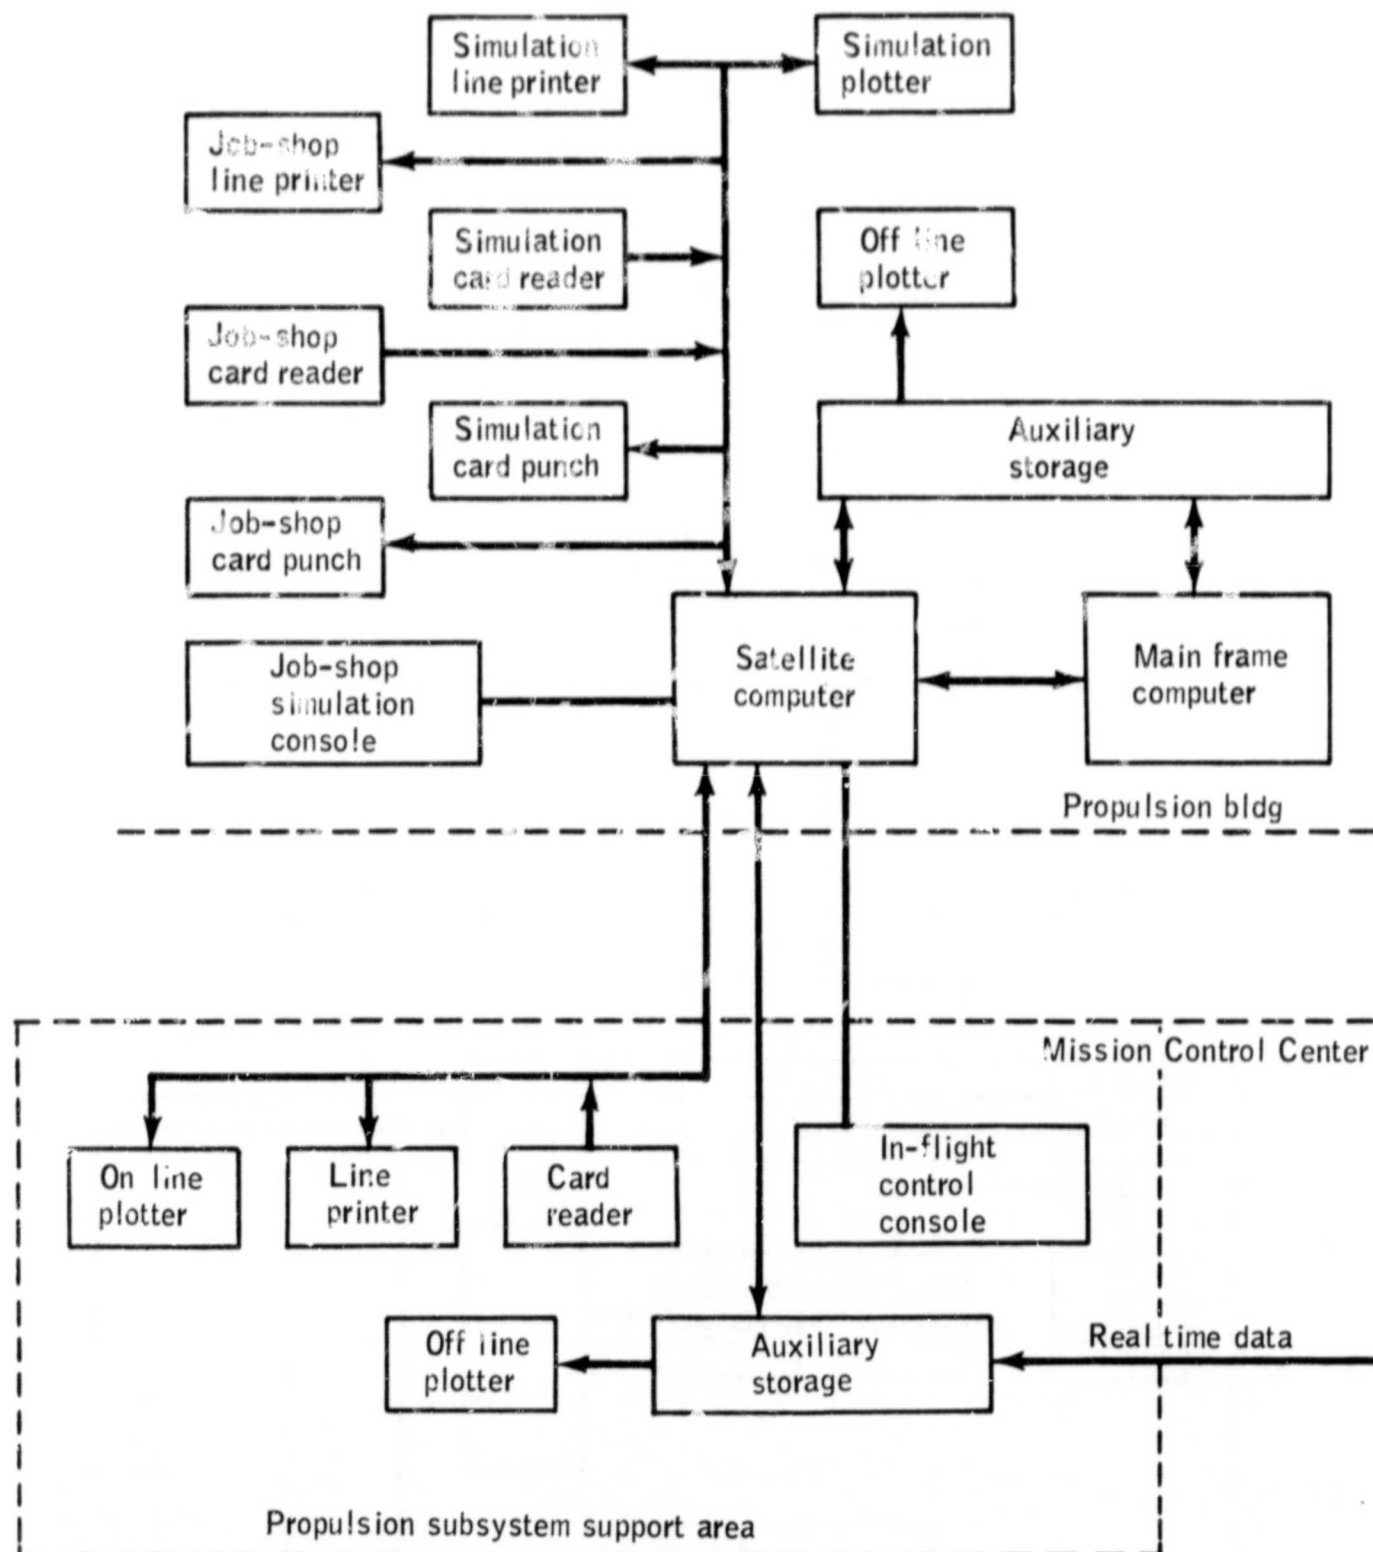 Simulation
line printer
Simulation
plotter
Job-shop
line printer
Simulation
card reader
Off line
plotter
Job-shop
card reader
Simulation
card punch
Auxiliary
storage
Job-shop
card punch
Job-shop
simulation
console
Satellite
computer
Main frame
computer
Propulsion bldg
Mission Control Center
On line
plotter
Line
printer
Card
reader
In-flight
control
console
Off line
plotter
Auxiliary
storage
Real time data
Propulsion subsystem support area